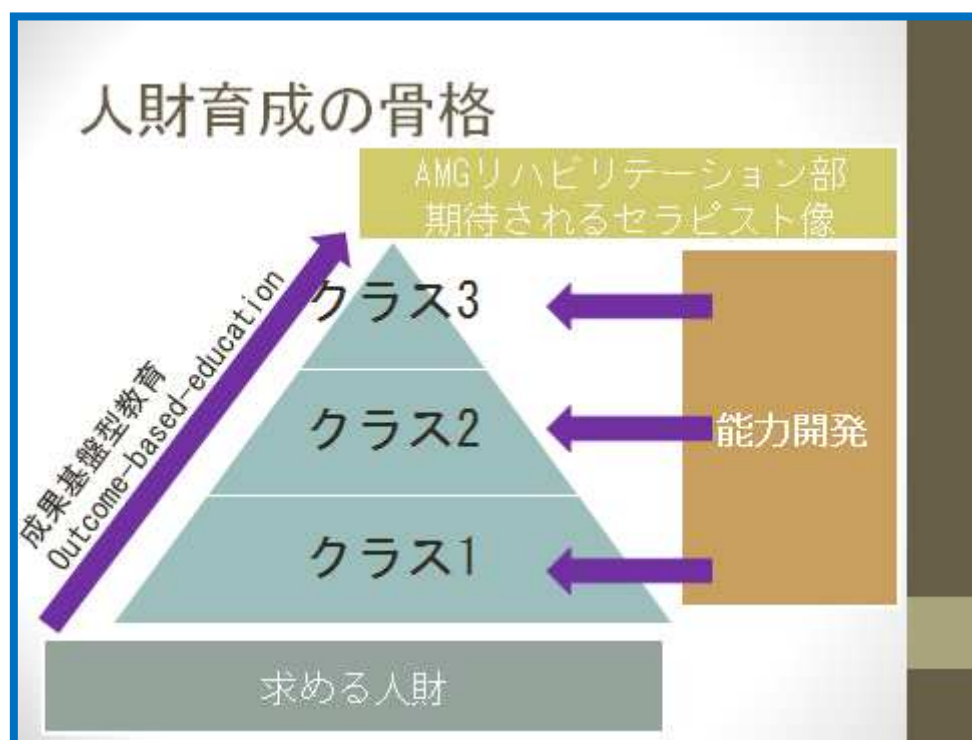 人財育成の骨格
AMGリハビリテーション部
期待されるセラピスト像
成果基盤型教育
Outcome-based-education
クラス3
クラス2
クラス1
能力開発
求める人財